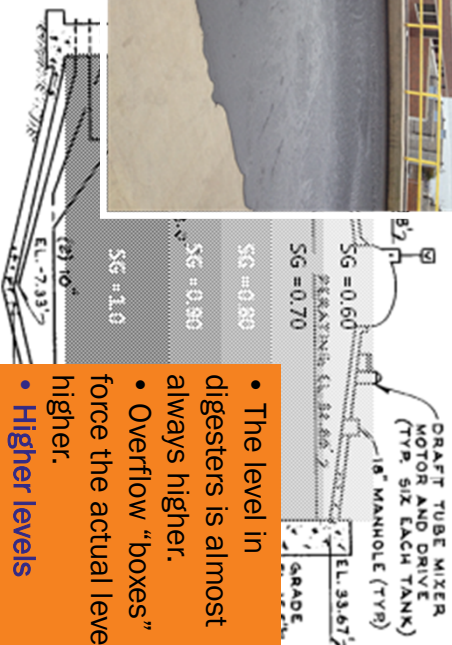 DRAFT TUBE MIXER
MOTOR AND DRIVE
(TYP. SIX EACH TANK)
18" MANHOLE (TYP.)
SG =0.60
SG =0.70
SG =0.80
SG =0.90
SG =1.0
EL. 33.67'
GRADE
(2) 10"
EL.-7.33'
• The level in
digesters is almost
always higher.
• Overflow “boxes”
force the actual leve
higher.
• Higher levels